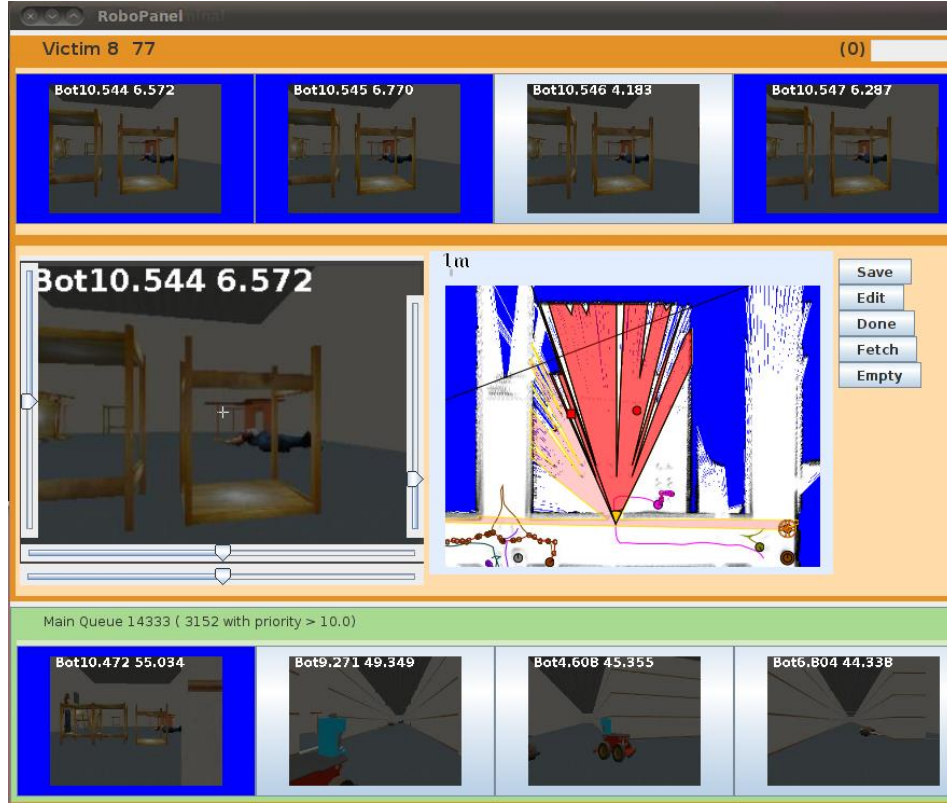 RoboPanel
Victim 8 77
(0)
Bot10.544 6.572
Bot10.545 6.770
Bot10.546 4.183
Bot10.547 6.287
Bot10.544 6.572
1m
Save
Edit
Done
Fetch
Empty
Main Queue 14333 ( 3152 with priority > 10.0)
Bot10.472 55.034
Bot9.271 49.349
Bot4.608 45.355
Bot6.804 44.338